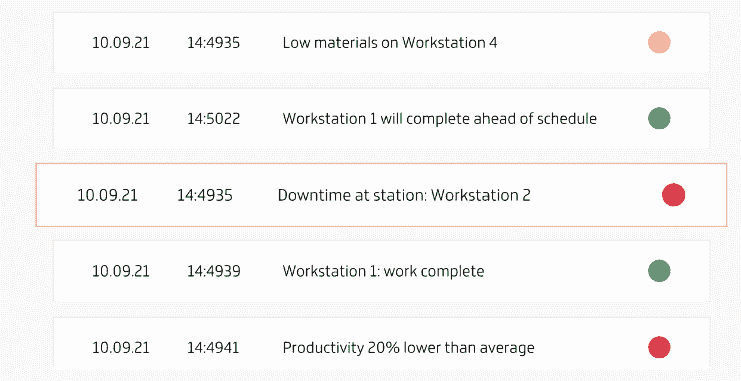 10.09.21 14:4935 Low materials on Workstation 4
10.09.21 14:5022 Workstation 1 will complete ahead of schedule
10.09.21 14:4935 Downtime at station: Workstation 2
10.09.21 14:4939 Workstation 1: work complete
10.09.21 14:4941 Productivity 20% lower than average